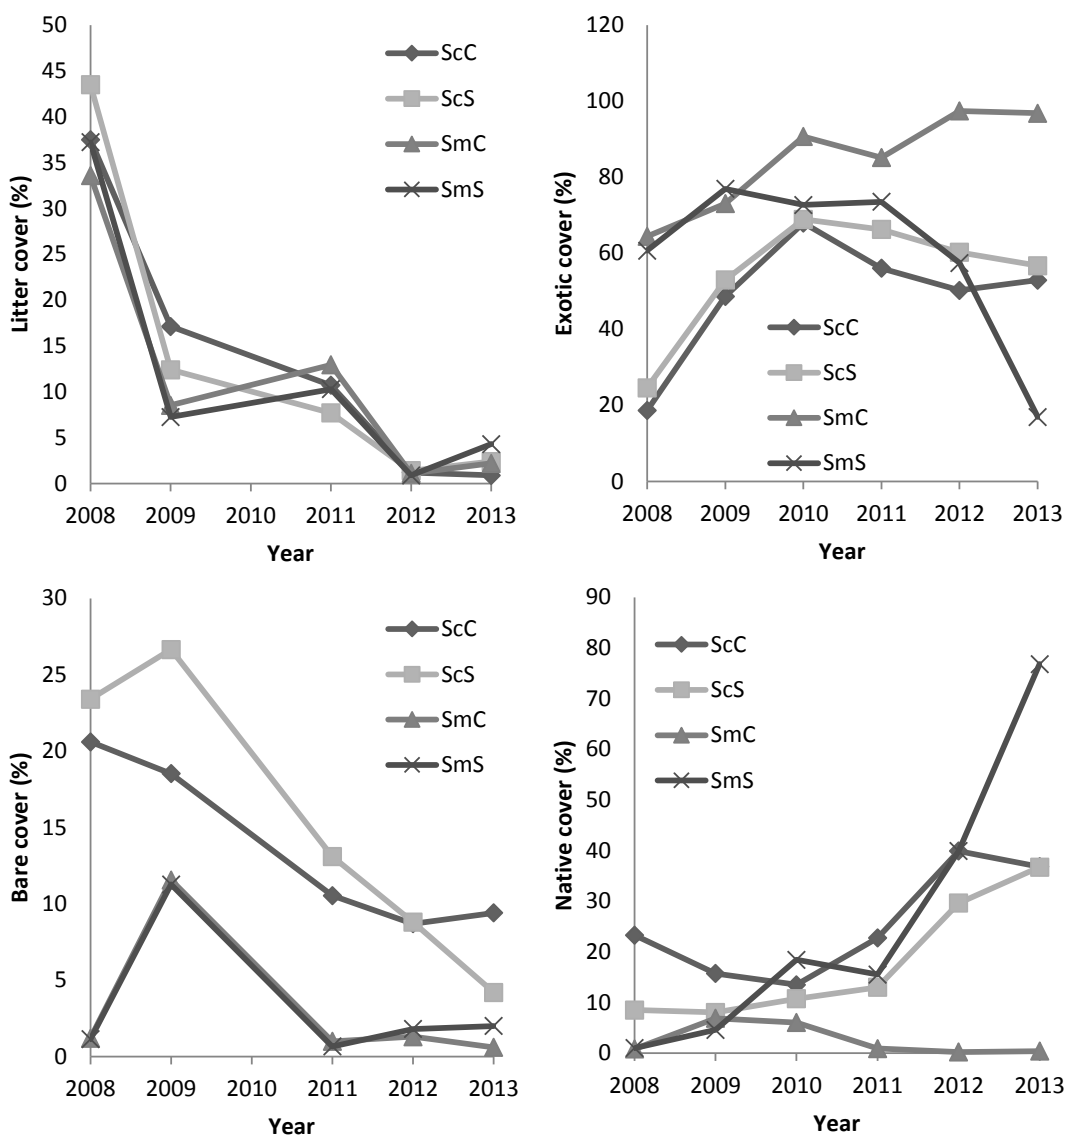 50
45
40
35
30
25
20
15
10
5
0
Litter cover (%)
ScC
ScS
SmC
SmS
2008 2009 2010 2011 2012 2013
Year
120
100
80
60
40
20
0
Exotic cover (%)
ScC
ScS
SmC
SmS
2008 2009 2010 2011 2012 2013
Year
30
25
20
15
10
5
0
Bare cover (%)
ScC
ScS
SmC
SmS
2008 2009 2010 2011 2012 2013
Year
90
80
70
60
50
40
30
20
10
0
Native cover (%)
ScC
ScS
SmC
SmS
2008 2009 2010 2011 2012 2013
Year